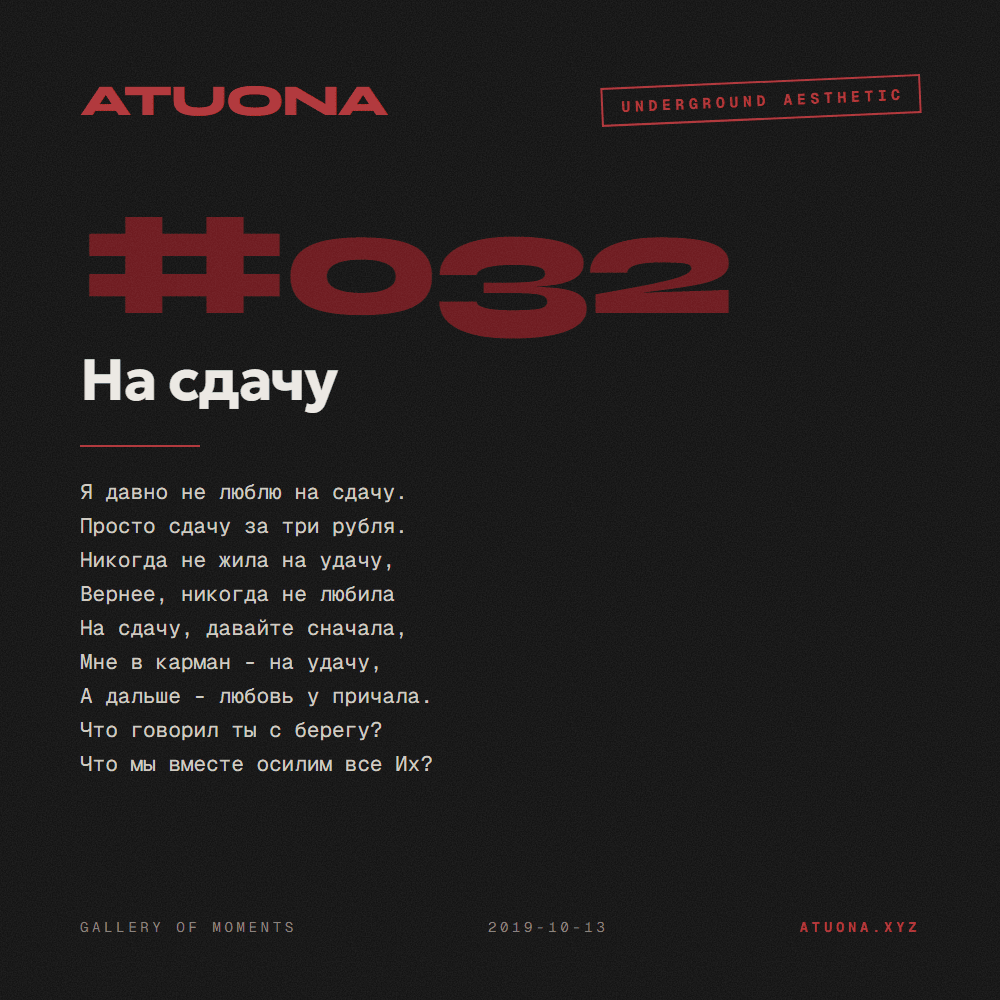 ATUONA
UNDERGROUND AESTHETIC
#032
На сдачу
Я давно не люблю на сдачу.
Просто сдачу за три рубля.
Никогда не жила на удачу,
Вернее, никогда не любила
На сдачу, давайте сначала,
Мне в карман - на удачу,
А дальше - любовь у причала.
Что говорил ты с берегу?
Что мы вместе осилим все Их?
GALLERY OF MOMENTS
2019-10-13
ATUONA.XYZ